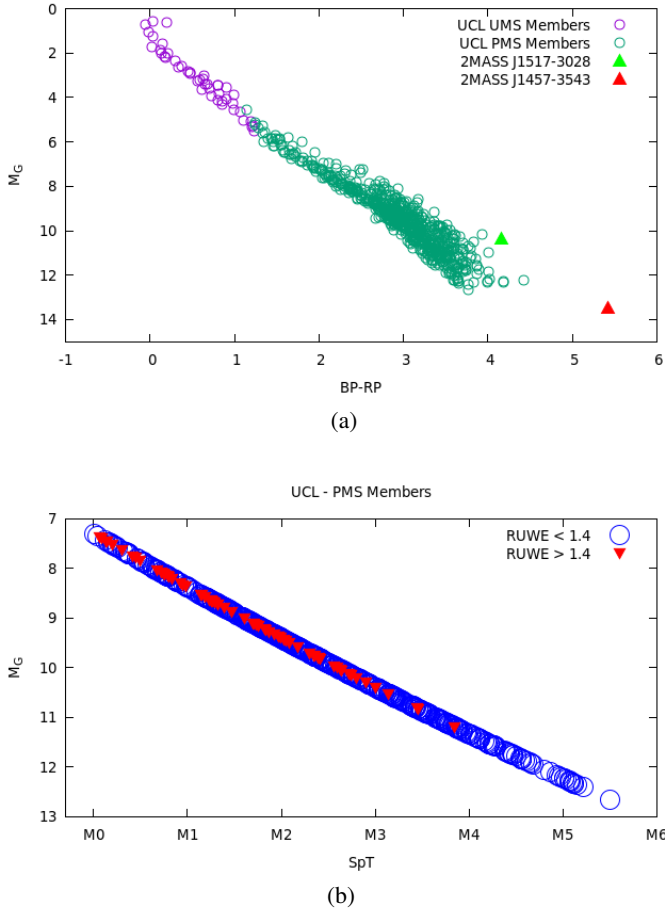 0
2
4
6
8
10
12
14
M_G
UCL UMS Members
UCL PMS Members
2MASS J1517-3028
2MASS J1457-3543
-1 0 1 2 3 4 5 6
BP-RP
(a)
UCL - PMS Members
7
8
9
10
11
12
13
M_G
RUWE < 1.4
RUWE > 1.4
M0 M1 M2 M3 M4 M5 M6
SpT
(b)